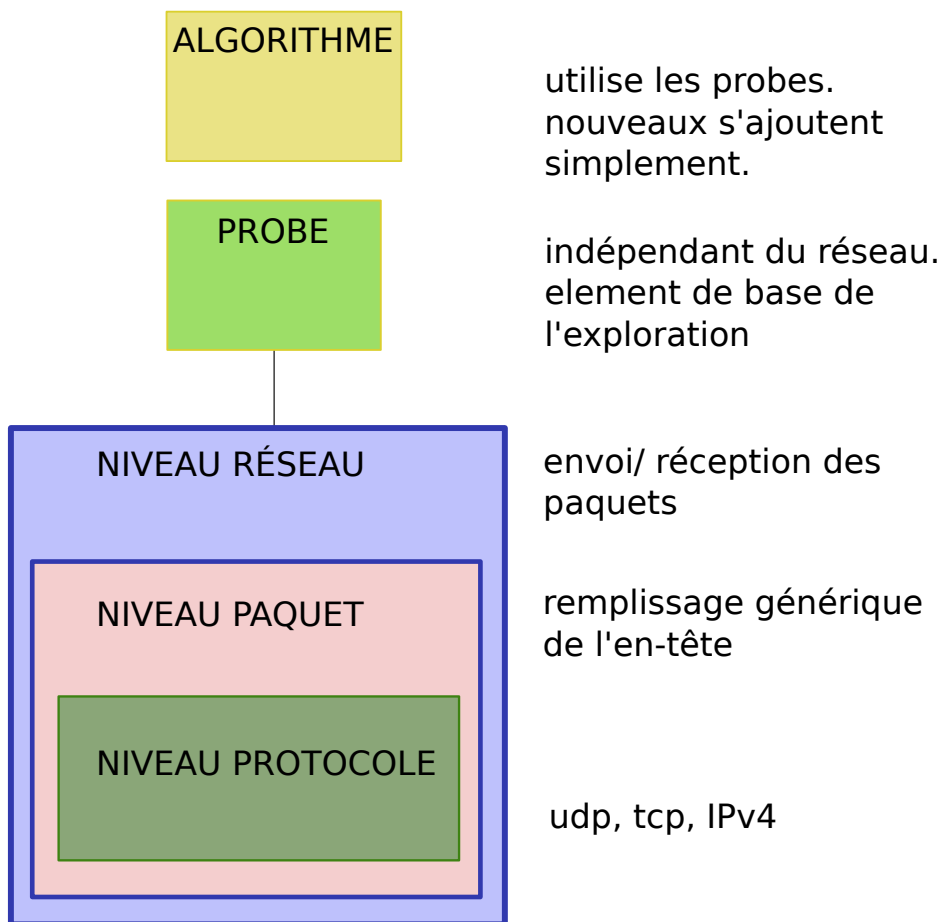 ALGORITHME
utilise les probes.
nouveaux s'ajoutent
simplement.
PROBE
indépendant du réseau.
element de base de
l'exploration
NIVEAU RÉSEAU
envoi/ réception des
paquets
NIVEAU PAQUET
remplissage générique
de l'en-tête
NIVEAU PROTOCOLE
udp, tcp, IPv4